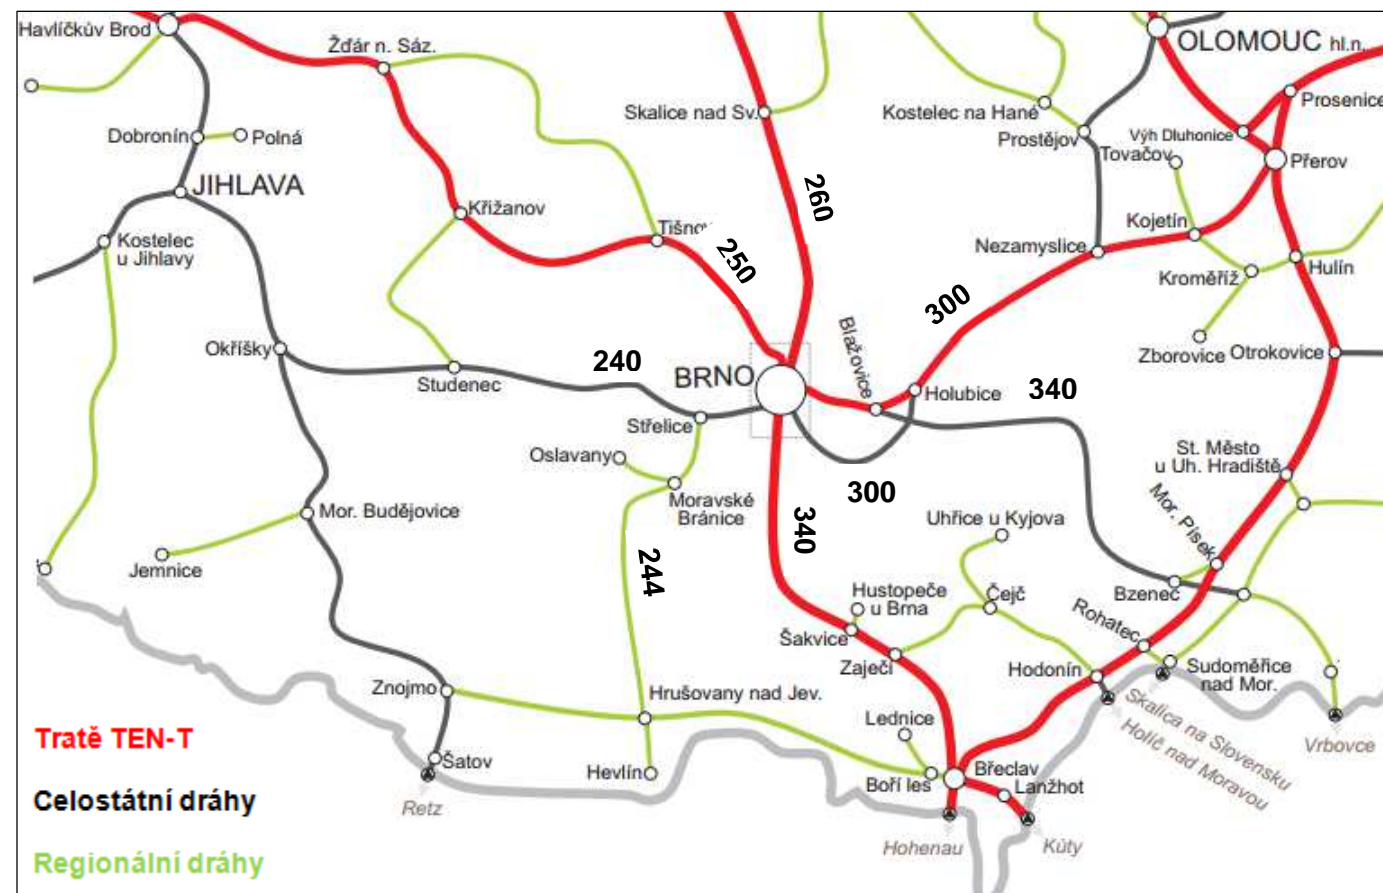 Havlíčkův Brod
Žďár n. Sáz.
OLOMOUC hl.n.
Skalice nad Sv.
Kostelec na Hané
Prosenice
Dobronín
Polná
Prostějov
Výh Dluhonice
Tovačov
Přerov
JIHLAVA
260
Křižanov
Kojetín
Kostelec
u Jihlavy
250
Nezamyslice
Kroměříž
Hulín
300
Blažovice
Okříšky
240
BRNO
Zborovice
Otrokovice
Studenec
Holubice
340
Střelice
Oslavany
St. Město
u Uh. Hradiště
300
Moravské
Bránice
Mor. Budějovice
340
Uhřice u Kyjova
Mor. Písek
Jemnice
244
Hustopeče
u Brna
Čejč
Bzenec
Šakvice
Rohatec
Zaječí
Hodonín
Sudoměřice
nad Mor.
Znojmo
Hrušovany nad Jev.
Lednice
Skalica na Slovensku
Holíč nad Moravou
Vrbovce
Tratě TEN-T
Šatov
Hevlín
Boří les
Břeclav
Lanžhot
Celostátní dráhy
Retz
Hohenau
Kúty
Regionální dráhy